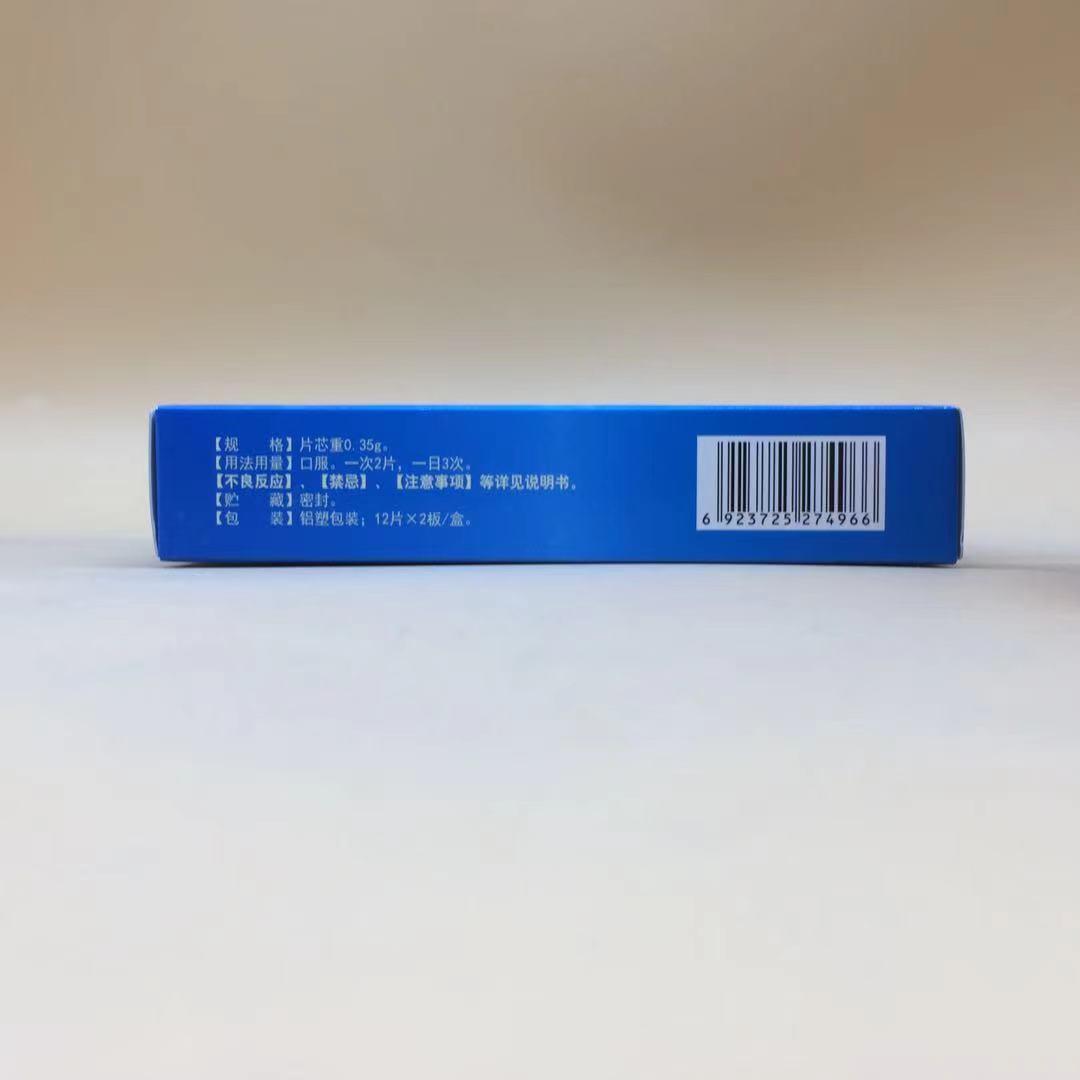 【规　　格】片芯重0.35g。
【用法用量】口服。一次2片，一日3次。
【不良反应】、【禁忌】、【注意事项】等详见说明书。
【贮　　藏】密封。
【包　　装】铝塑包装；12片×2板/盒。
6 923725 274966